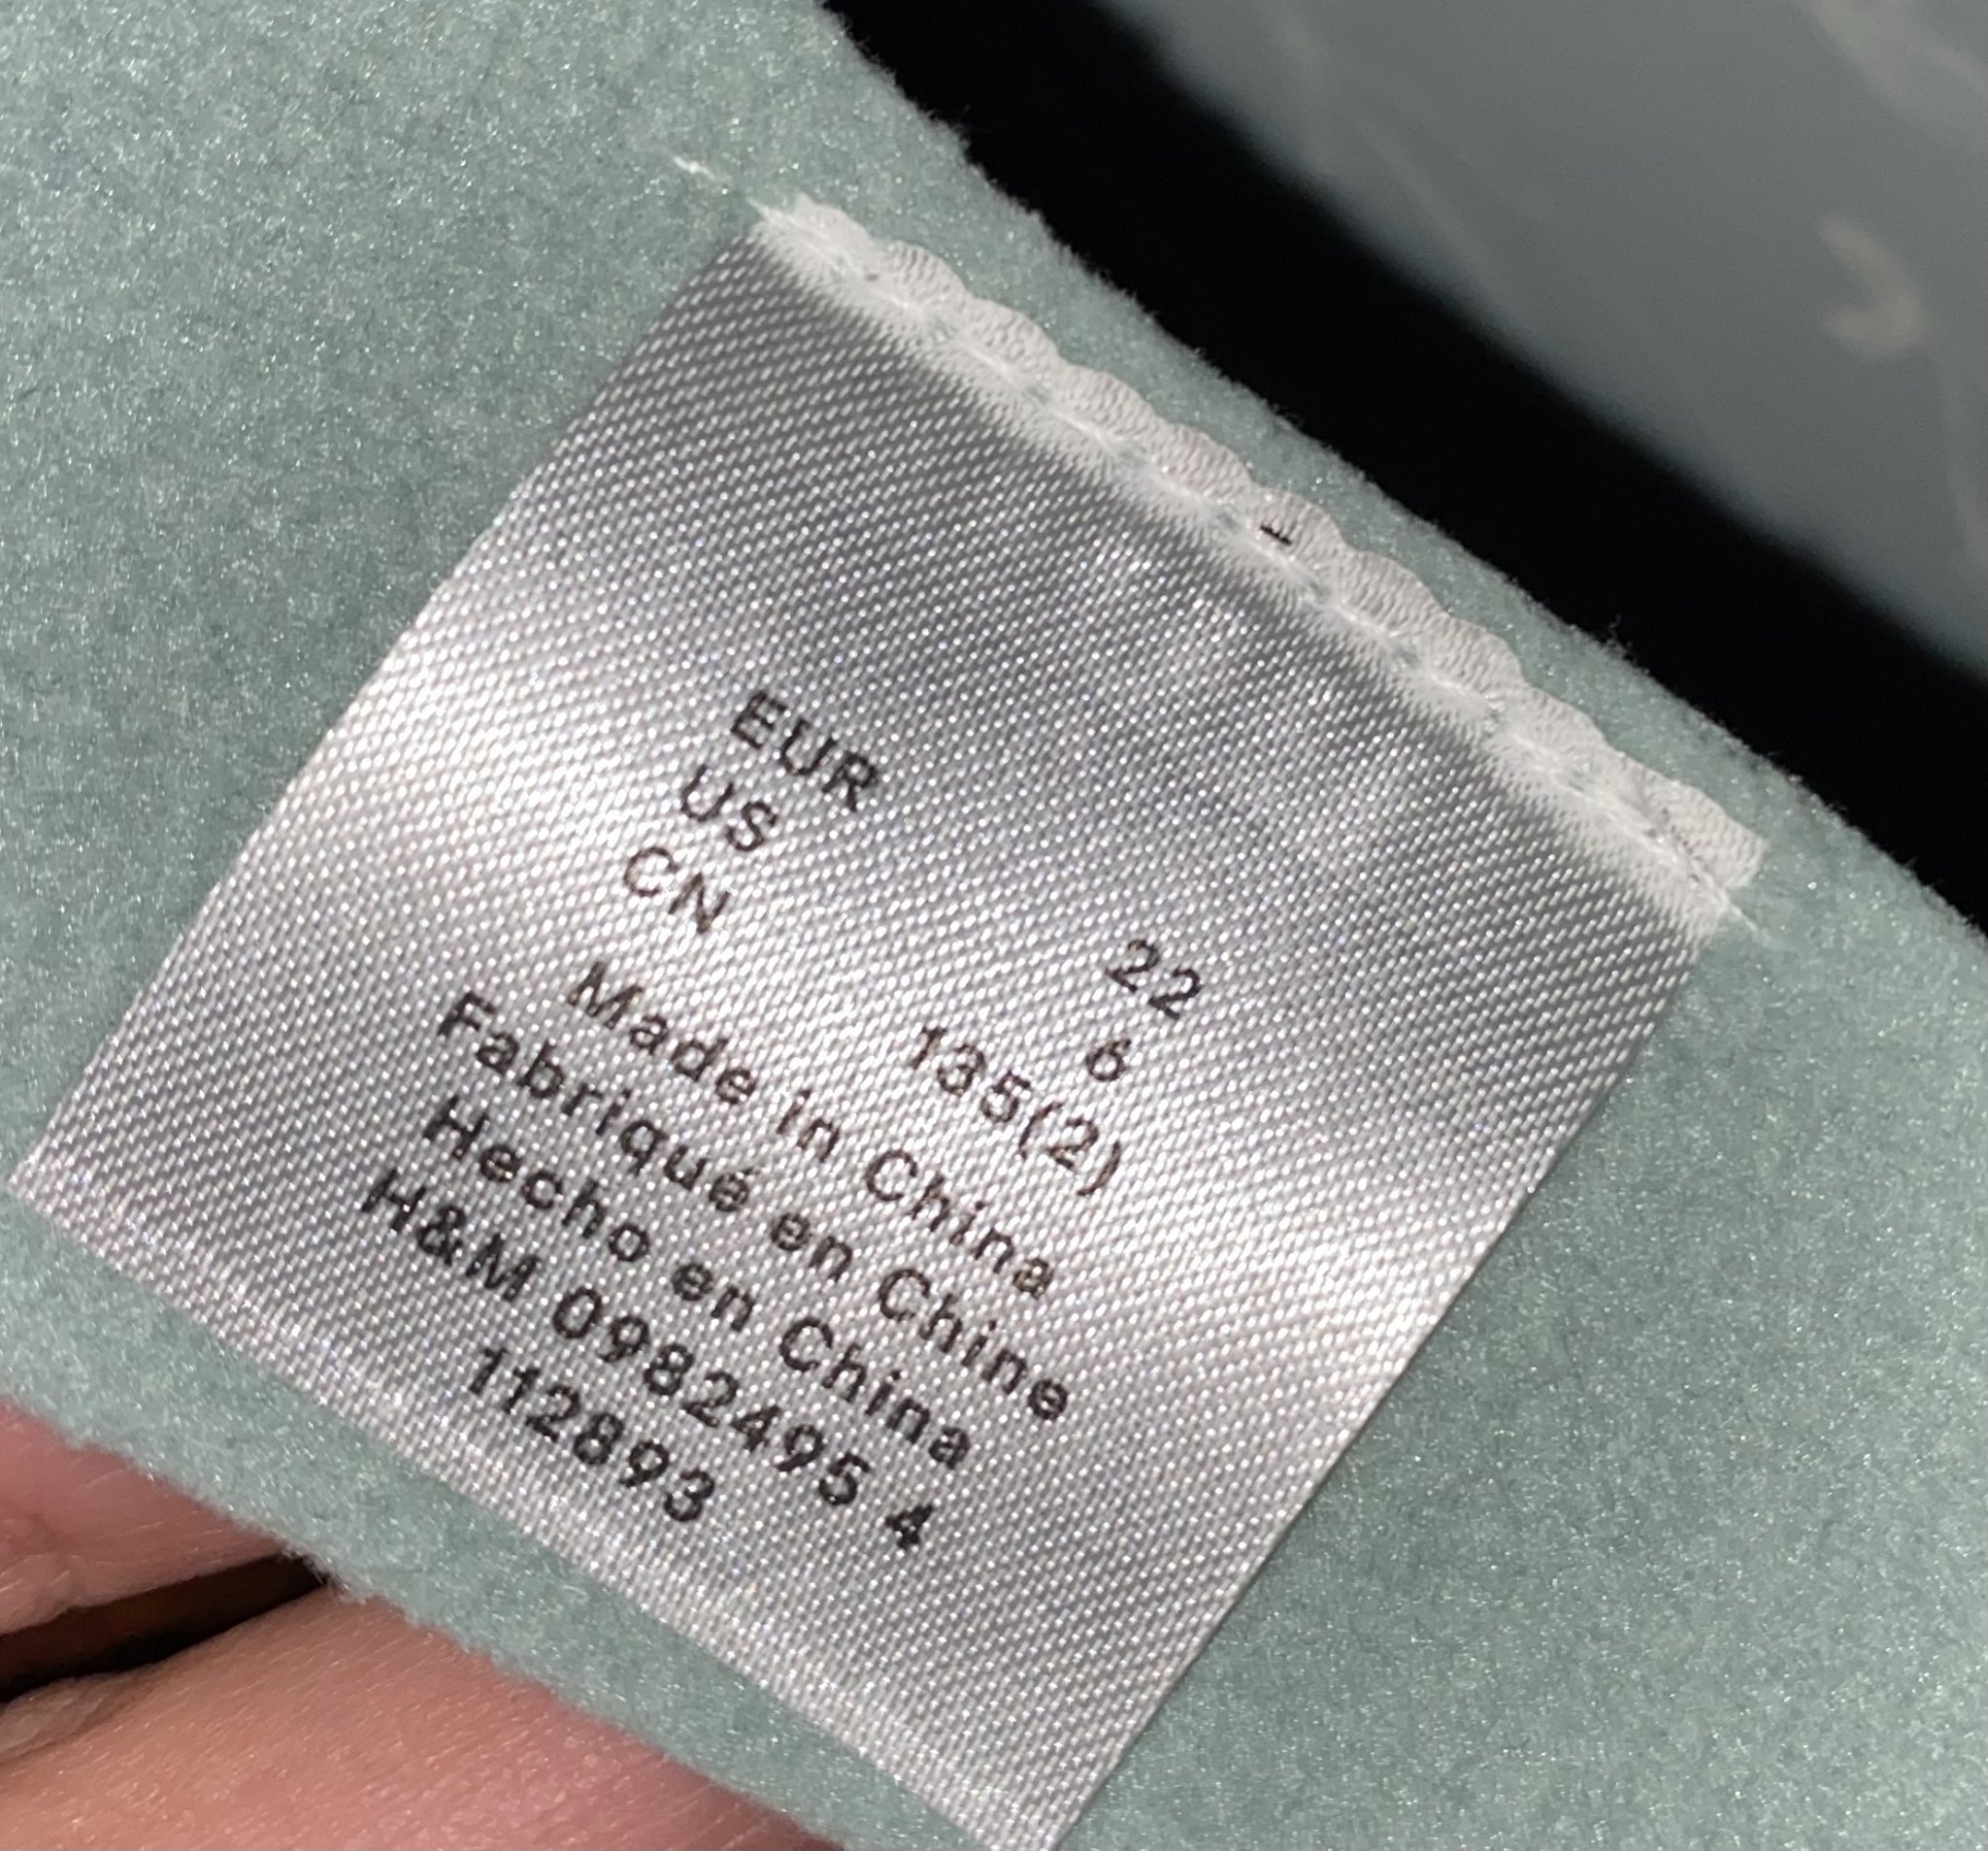 EUR 22
US 6
CN 135(2)
Made in China
Fabriqué en Chine
Hecho en China
H&M 0982495 4
112893